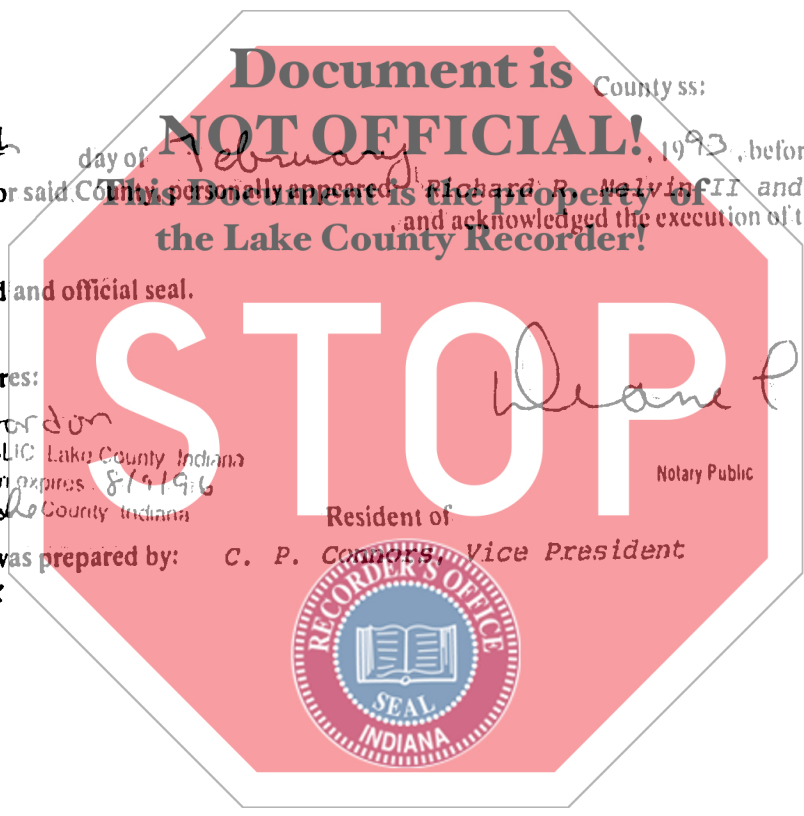 Document is
County ss:
NOT OFFICIAL!
day of February, 1993, befor
or said County, personally appeared Richard R. Melvin II and
This Document is the property of
, and acknowledged the execution of t
the Lake County Recorder!
d and official seal.
STOP
res:
ordon
LIC Lake County Indiana
n expires 8/9/96
Notary Public
County Indiana
Resident of
was prepared by: C. P. Connors, Vice President
RECORDER'S OFFICE
SEAL
INDIANA